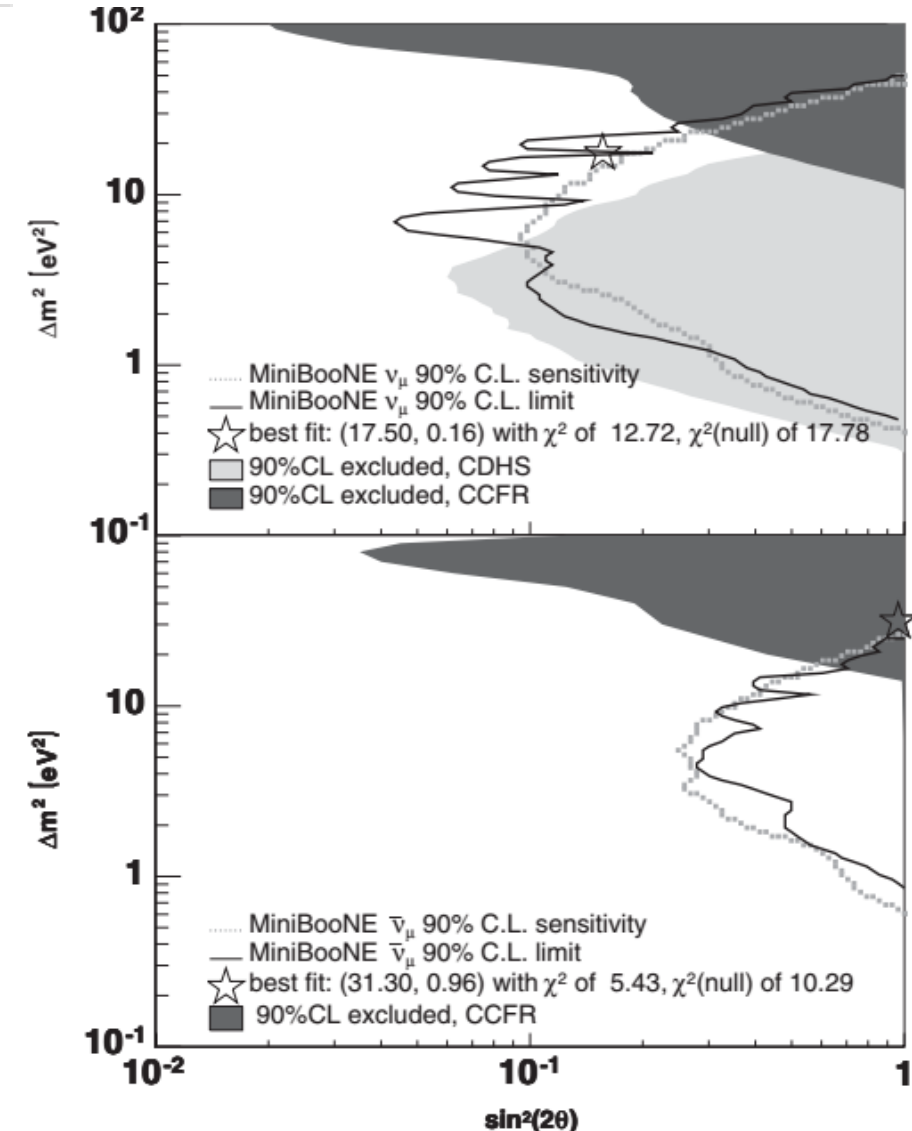 10²
10
1
10⁻¹
Δm² [eV²]
MiniBooNE νμ 90% C.L. sensitivity
MiniBooNE νμ 90% C.L. limit
best fit: (17.50, 0.16) with χ² of 12.72, χ²(null) of 17.78
90%CL excluded, CDHS
90%CL excluded, CCFR
10
1
10⁻¹
Δm² [eV²]
MiniBooNE ν̄μ 90% C.L. sensitivity
MiniBooNE ν̄μ 90% C.L. limit
best fit: (31.30, 0.96) with χ² of 5.43, χ²(null) of 10.29
90%CL excluded, CCFR
10⁻² 10⁻¹ 1
sin²(2θ)